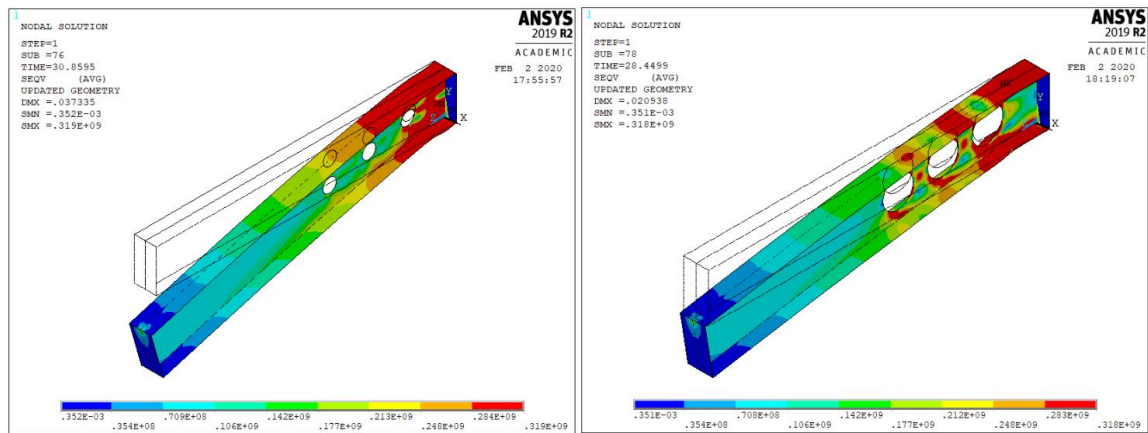 1
NODAL SOLUTION
STEP=1
SUB =76
TIME=30.8595
SEQV (AVG)
UPDATED GEOMETRY
DMX =.037335
SMN =.352E-03
SMX =.319E+09
ANSYS
2019 R2
ACADEMIC
FEB 2 2020
17:55:57
Y
Z X
.352E-03 .709E+08 .142E+09 .213E+09 .284E+09
.354E+08 .106E+09 .177E+09 .248E+09 .319E+09
1
NODAL SOLUTION
STEP=1
SUB =78
TIME=28.4499
SEQV (AVG)
UPDATED GEOMETRY
DMX =.020938
SMN =.351E-03
SMX =.318E+09
ANSYS
2019 R2
ACADEMIC
FEB 2 2020
18:19:07
Y
X
.351E-03 .708E+08 .142E+09 .212E+09 .283E+09
.354E+08 .106E+09 .177E+09 .248E+09 .318E+09